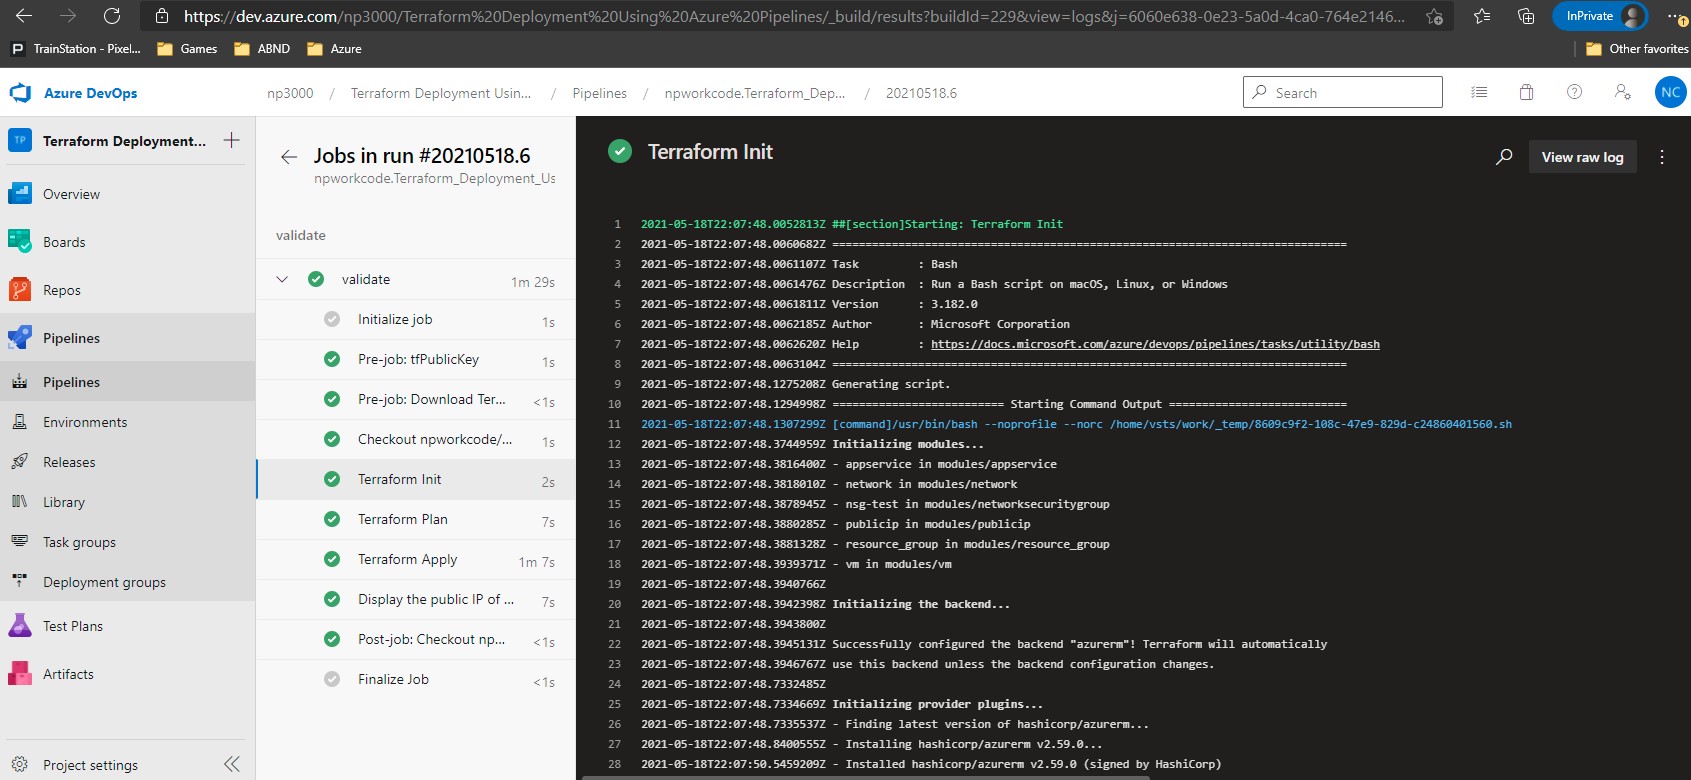 https://dev.azure.com/np3000/Terraform%20Deployment%20Using%20Azure%20Pipelines/_build/results?buildId=229&view=logs&j=6060e638-0e23-5a0d-4ca0-764e2146...
InPrivate
TrainStation - Pixel...
Games
ABND
Azure
Other favorites
Azure DevOps
np3000 / Terraform Deployment Usin... / Pipelines / npworkcode.Terraform_Dep... / 20210518.6
Search
NC
TP
Terraform Deployment...
Overview
Boards
Repos
Pipelines
Pipelines
Environments
Releases
Library
Task groups
Deployment groups
Test Plans
Artifacts
Project settings
Jobs in run #20210518.6
npworkcode.Terraform_Deployment_Us
validate
validate 1m 29s
Initialize job 1s
Pre-job: tfPublicKey 1s
Pre-job: Download Ter... <1s
Checkout npworkcode/... 1s
Terraform Init 2s
Terraform Plan 7s
Terraform Apply 1m 7s
Display the public IP of ... 7s
Post-job: Checkout np... <1s
Finalize Job <1s
Terraform Init
View raw log
1 2021-05-18T22:07:48.0052813Z ##[section]Starting: Terraform Init
2 2021-05-18T22:07:48.0060682Z ==============================================================================
3 2021-05-18T22:07:48.0061107Z Task         : Bash
4 2021-05-18T22:07:48.0061476Z Description  : Run a Bash script on macOS, Linux, or Windows
5 2021-05-18T22:07:48.0061811Z Version      : 3.182.0
6 2021-05-18T22:07:48.0062185Z Author       : Microsoft Corporation
7 2021-05-18T22:07:48.0062620Z Help         : https://docs.microsoft.com/azure/devops/pipelines/tasks/utility/bash
8 2021-05-18T22:07:48.0063104Z ==============================================================================
9 2021-05-18T22:07:48.1275208Z Generating script.
10 2021-05-18T22:07:48.1294998Z ========================== Starting Command Output ===========================
11 2021-05-18T22:07:48.1307299Z [command]/usr/bin/bash --noprofile --norc /home/vsts/work/_temp/8609c9f2-108c-47e9-829d-c24860401560.sh
12 2021-05-18T22:07:48.3744959Z Initializing modules...
13 2021-05-18T22:07:48.3816400Z - appservice in modules/appservice
14 2021-05-18T22:07:48.3818010Z - network in modules/network
15 2021-05-18T22:07:48.3878945Z - nsg-test in modules/networksecuritygroup
16 2021-05-18T22:07:48.3880285Z - publicip in modules/publicip
17 2021-05-18T22:07:48.3881328Z - resource_group in modules/resource_group
18 2021-05-18T22:07:48.3939371Z - vm in modules/vm
19 2021-05-18T22:07:48.3940766Z
20 2021-05-18T22:07:48.3942398Z Initializing the backend...
21 2021-05-18T22:07:48.3943800Z
22 2021-05-18T22:07:48.3945131Z Successfully configured the backend "azurerm"! Terraform will automatically
23 2021-05-18T22:07:48.3946767Z use this backend unless the backend configuration changes.
24 2021-05-18T22:07:48.7332485Z
25 2021-05-18T22:07:48.7334669Z Initializing provider plugins...
26 2021-05-18T22:07:48.7335537Z - Finding latest version of hashicorp/azurerm...
27 2021-05-18T22:07:48.8400555Z - Installing hashicorp/azurerm v2.59.0...
28 2021-05-18T22:07:50.5459209Z - Installed hashicorp/azurerm v2.59.0 (signed by HashiCorp)